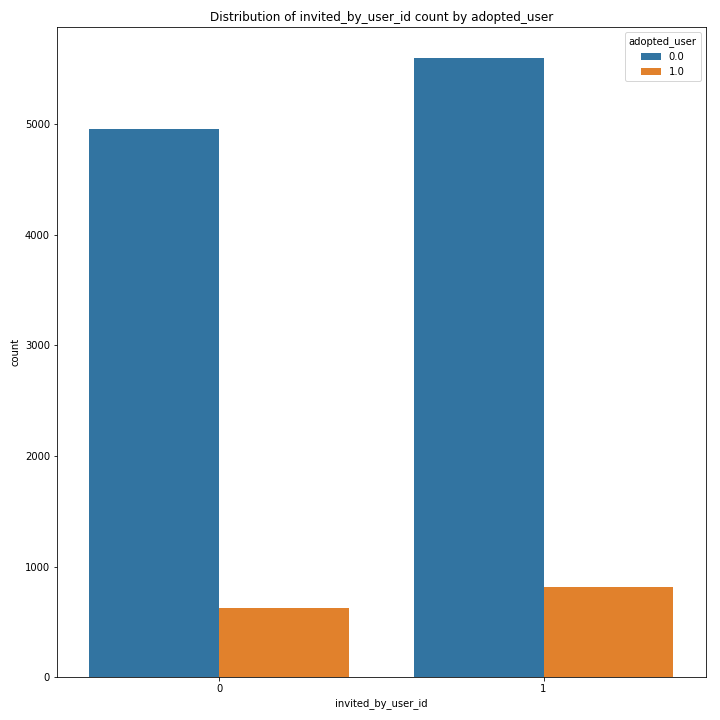 Distribution of invited_by_user_id count by adopted_user
adopted_user
0.0
1.0
5000
4000
3000
2000
1000
0
count
0
1
invited_by_user_id